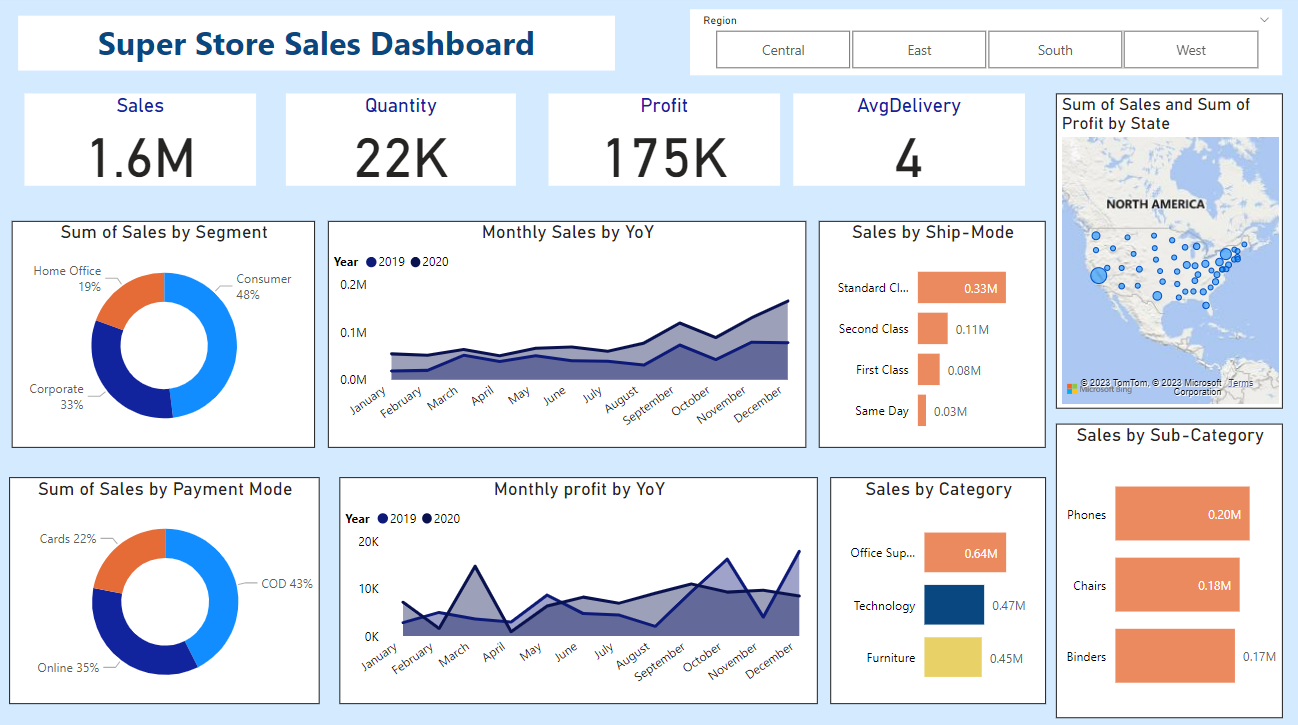 Super Store Sales Dashboard
Region
Central
East
South
West
Sales
1.6M
Quantity
22K
Profit
175K
AvgDelivery
4
Sum of Sales and Sum of
Profit by State
NORTH AMERICA
© 2023 TomTom, © 2023 Microsoft
Corporation
Terms
Microsoft Bing
Sum of Sales by Segment
Home Office
19%
Consumer
48%
Corporate
33%
Monthly Sales by YoY
Year 2019 2020
0.2M
0.1M
0.0M
January
February
March
April
May
June
July
August
September
October
November
December
Sales by Ship-Mode
Standard Cl... 0.33M
Second Class 0.11M
First Class 0.08M
Same Day 0.03M
Sum of Sales by Payment Mode
Cards 22%
COD 43%
Online 35%
Monthly profit by YoY
Year 2019 2020
20K
10K
0K
January
February
March
April
May
June
July
August
September
October
November
December
Sales by Category
Office Sup... 0.64M
Technology 0.47M
Furniture 0.45M
Sales by Sub-Category
Phones 0.20M
Chairs 0.18M
Binders 0.17M